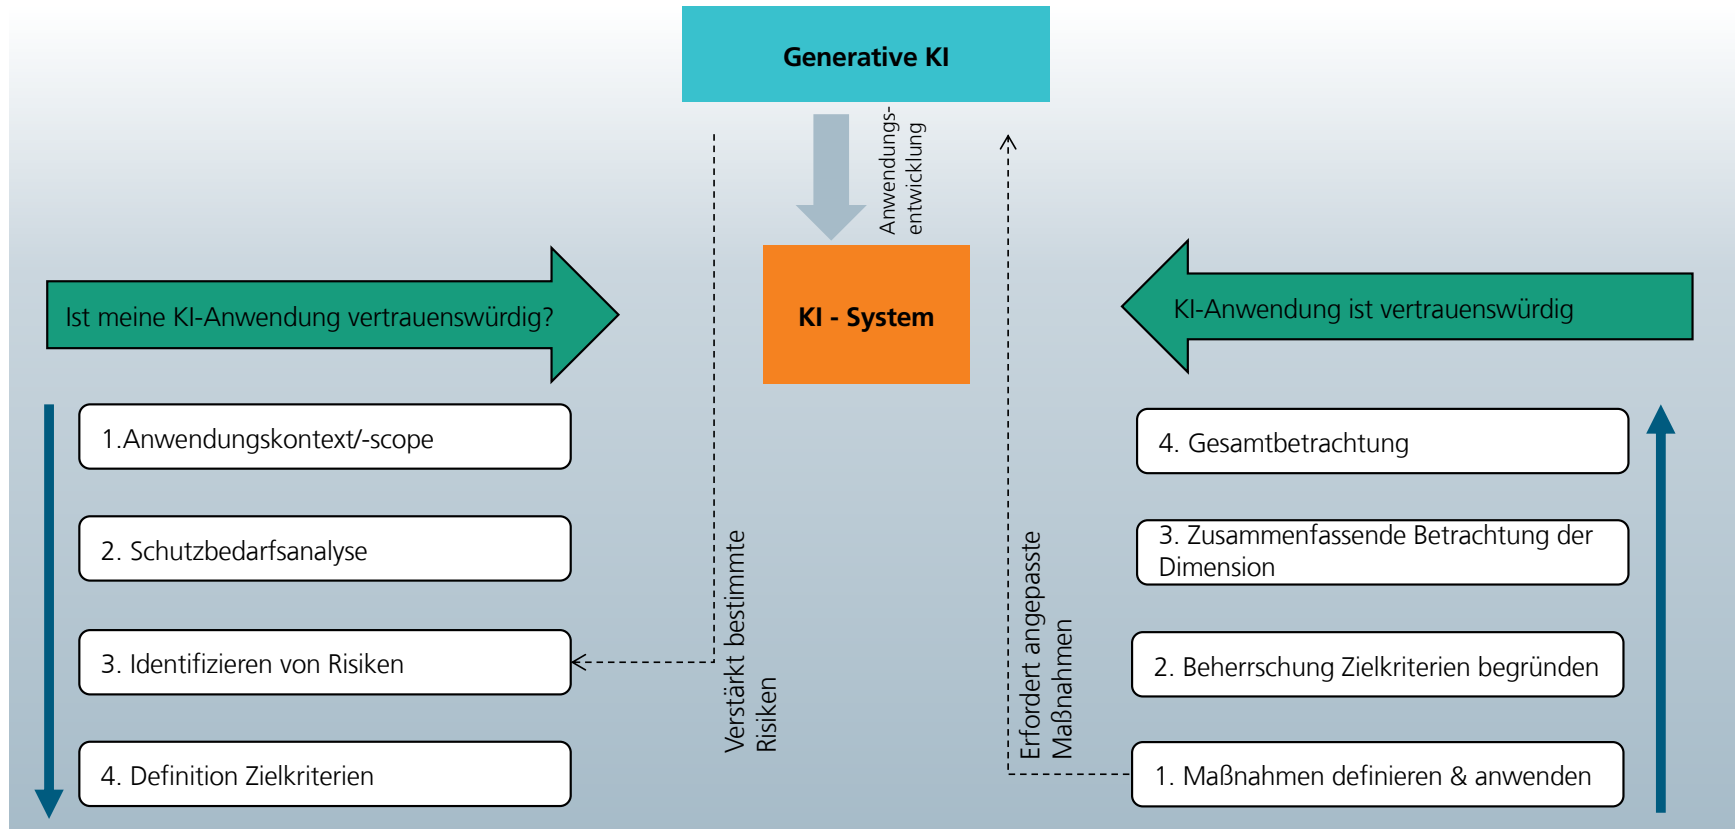 Generative KI
Anwendungs-
entwicklung
Ist meine KI-Anwendung vertrauenswürdig?
KI - System
KI-Anwendung ist vertrauenswürdig
1.Anwendungskontext/-scope
2. Schutzbedarfsanalyse
3. Identifizieren von Risiken
4. Definition Zielkriterien
Verstärkt bestimmte
Risiken
Erfordert angepasste
Maßnahmen
4. Gesamtbetrachtung
3. Zusammenfassende Betrachtung der
Dimension
2. Beherrschung Zielkriterien begründen
1. Maßnahmen definieren & anwenden